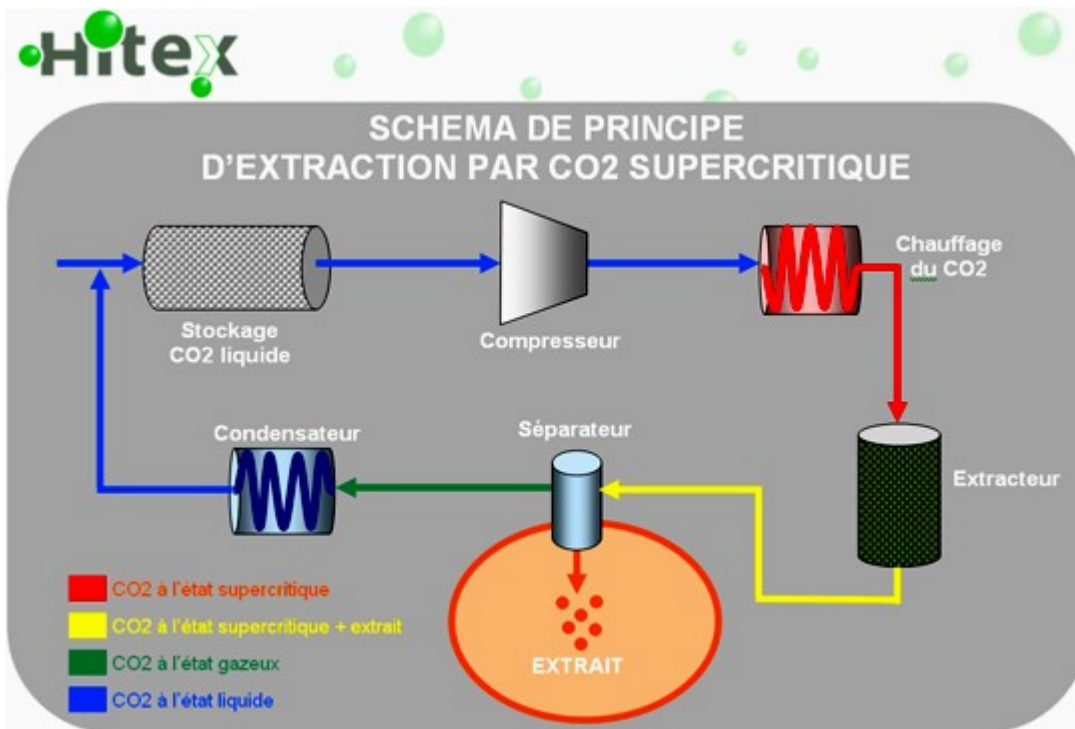 Hitex
SCHEMA DE PRINCIPE
D'EXTRACTION PAR CO2 SUPERCRITIQUE
Stockage
CO2 liquide
Compresseur
Chauffage
du CO2
Condensateur
Séparateur
Extracteur
CO2 à l'état supercritique
CO2 à l'état supercritique + extrait
CO2 à l'état gazeux
CO2 à l'état liquide
EXTRAIT